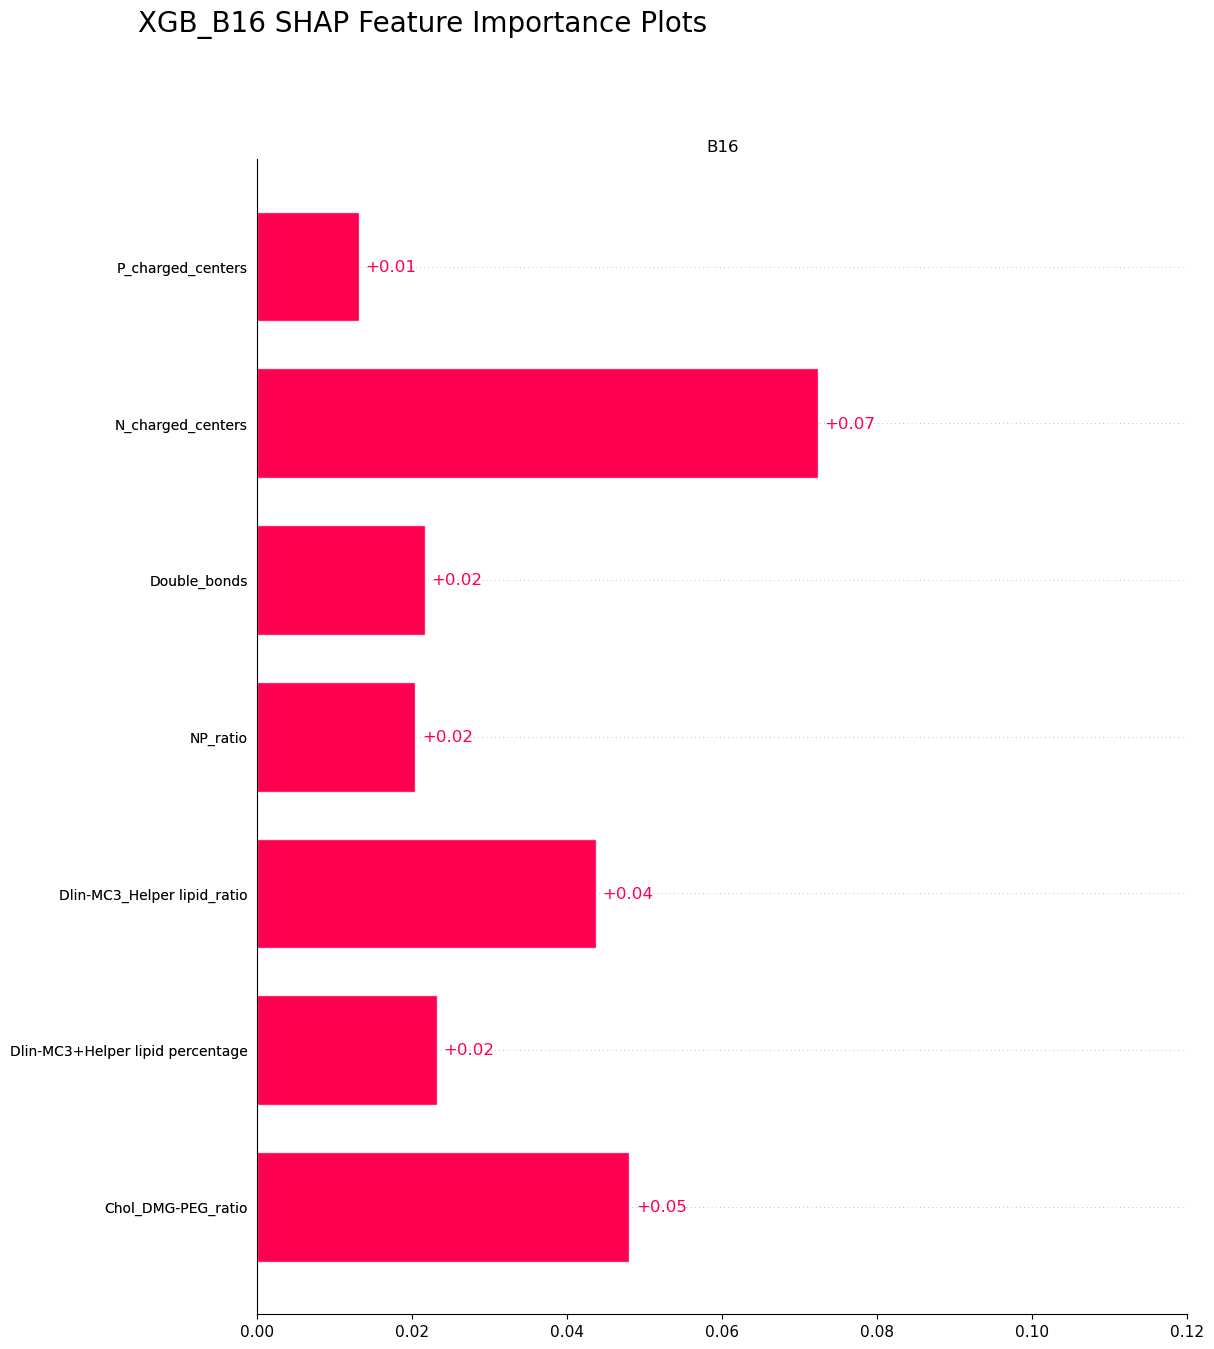 XGB_B16 SHAP Feature Importance Plots
B16
P_charged_centers +0.01
N_charged_centers +0.07
Double_bonds +0.02
NP_ratio +0.02
Dlin-MC3_Helper lipid_ratio +0.04
Dlin-MC3+Helper lipid percentage +0.02
Chol_DMG-PEG_ratio +0.05
0.00 0.02 0.04 0.06 0.08 0.10 0.12